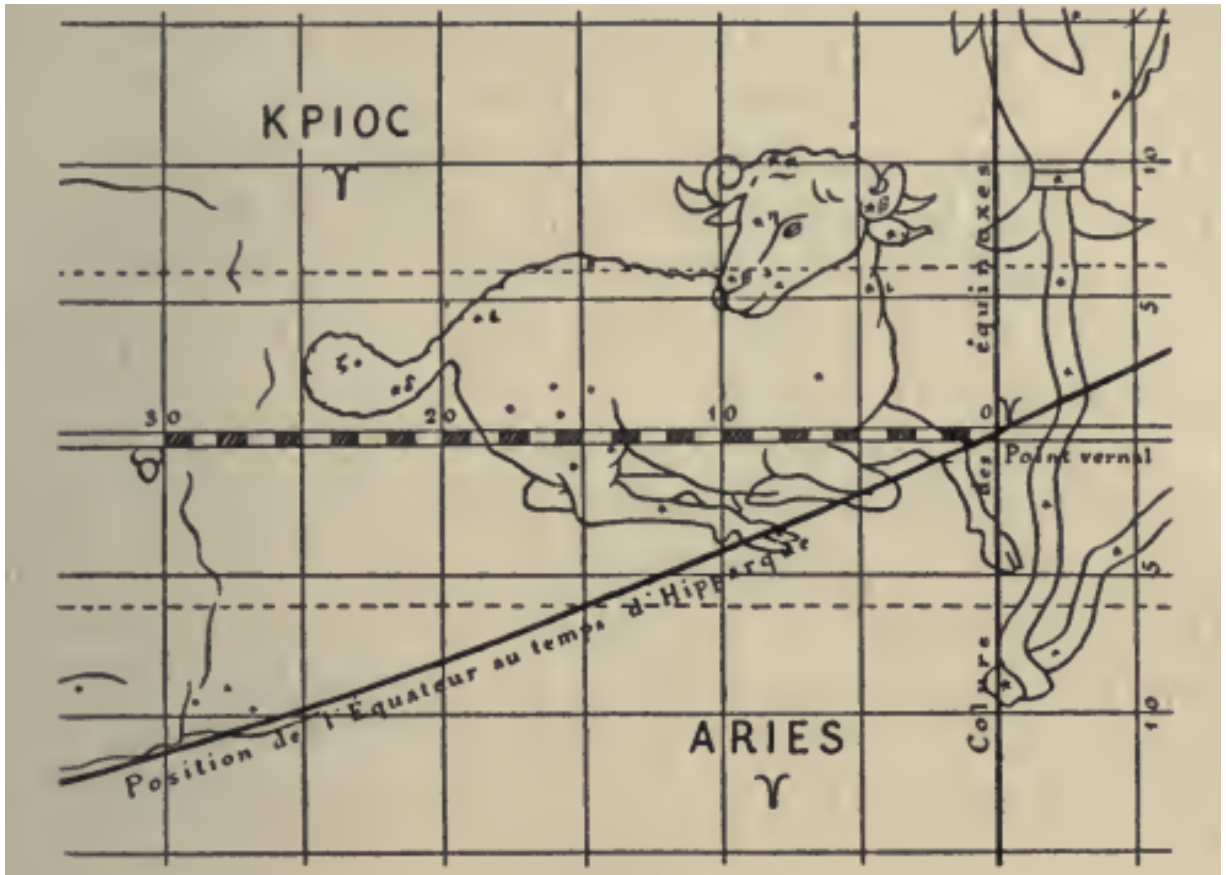 ΚΡΙΟC
♈
10
α
β
η
θ
ι
équinoxes
5
ε
ζ
δ
30
20
10
0
♈
♉
Point vernal
des
5
Position de l'Équateur au temps d'Hipparque
Colure
10
ARIES
♈